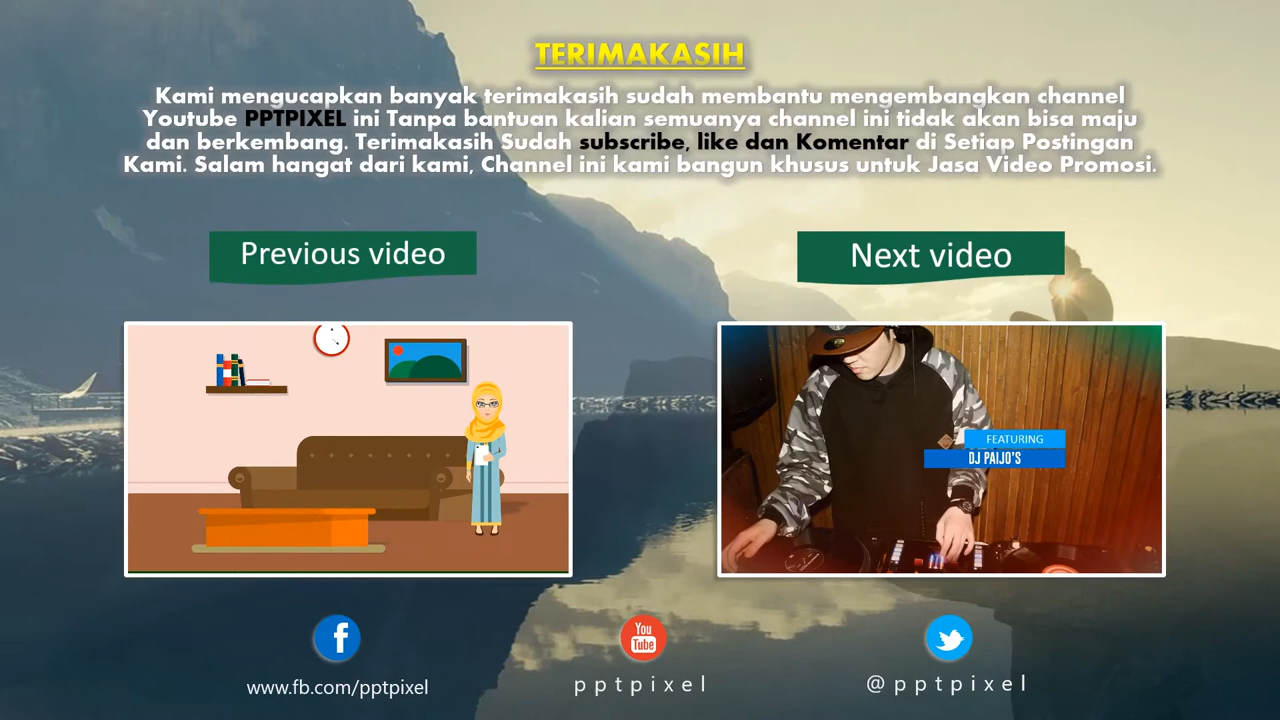 TERIMAKASIH
Kami mengucapkan banyak terimakasih sudah membantu mengembangkan channel
Youtube PPTPIXEL ini Tanpa bantuan kalian semuanya channel ini tidak akan bisa maju
dan berkembang. Terimakasih Sudah subscribe, like dan Komentar di Setiap Postingan
Kami. Salam hangat dari kami, Channel ini kami bangun khusus untuk Jasa Video Promosi.
Previous video
Next video
FEATURING
DJ PAIJO'S
You
Tube
www.fb.com/pptpixel
pptpixel
@pptpixel